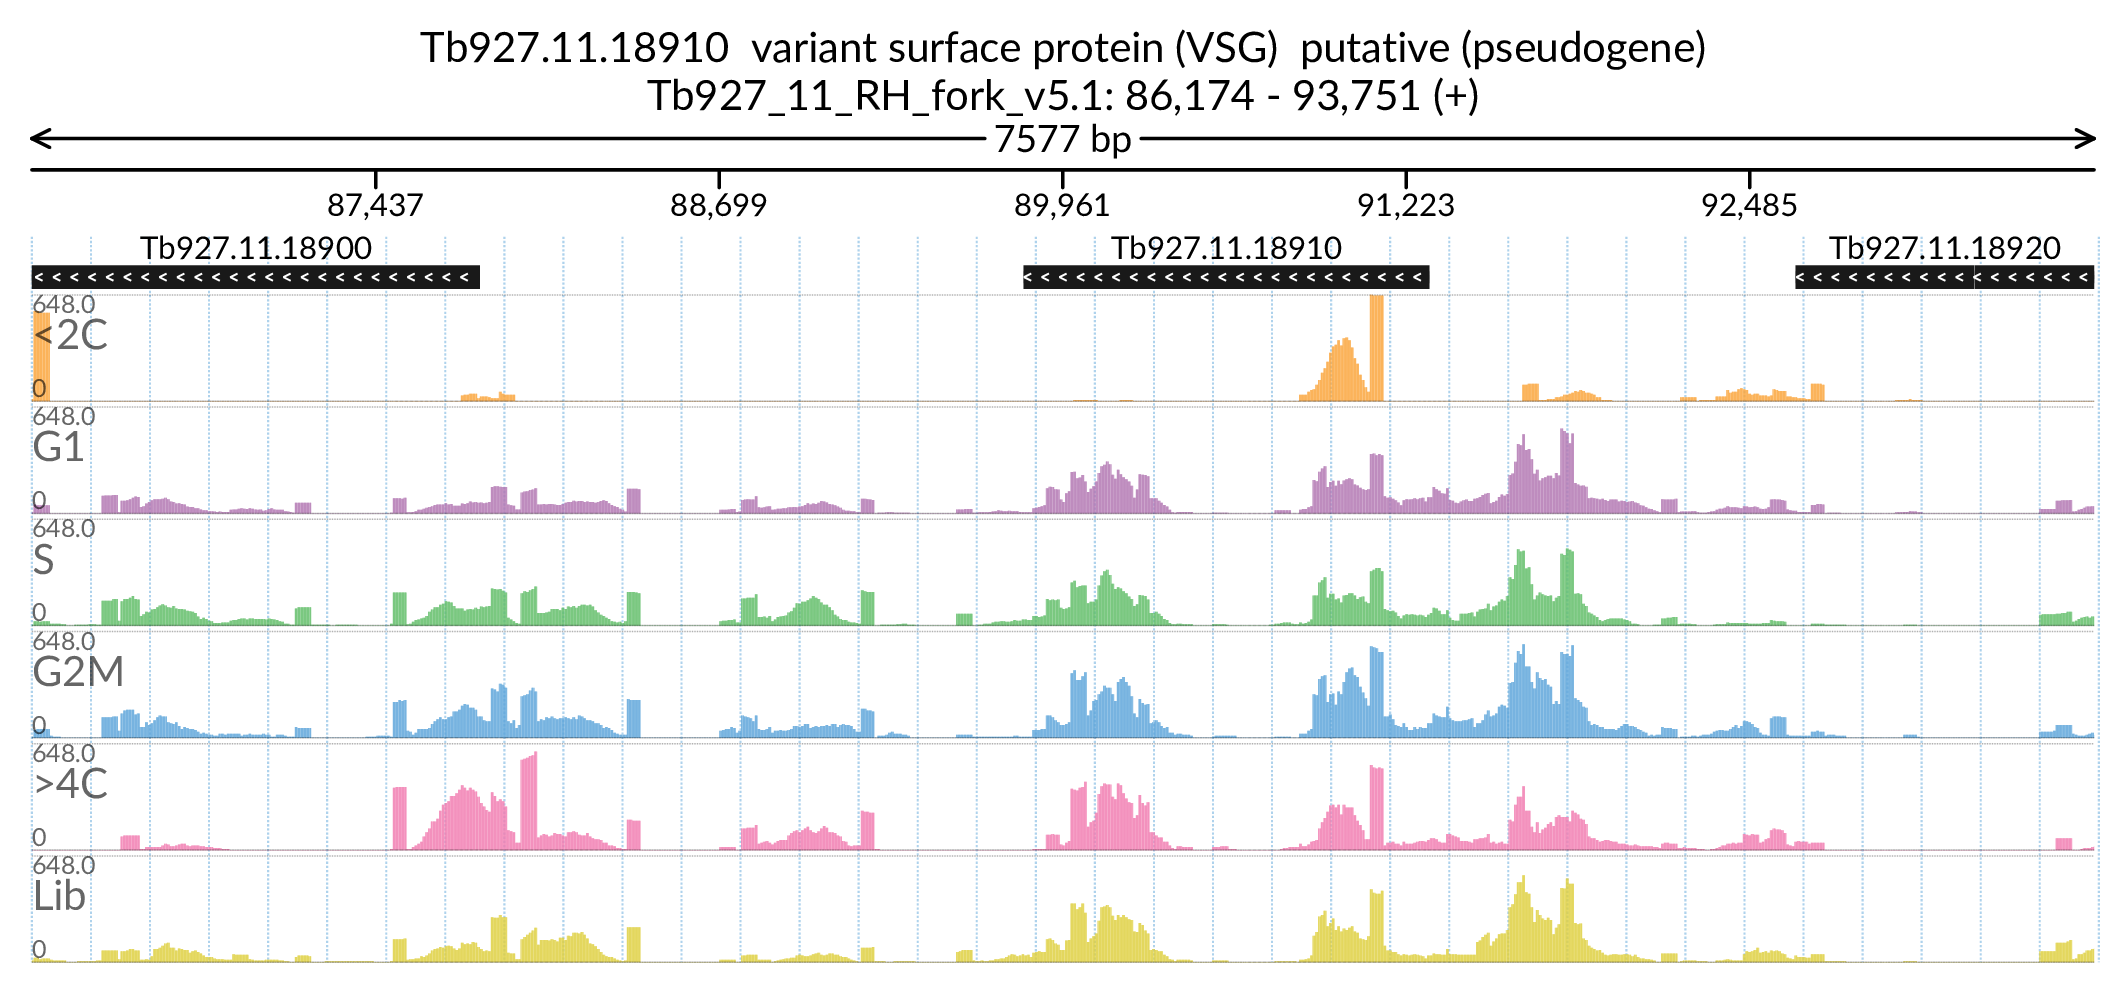 Tb927.11.18910  variant surface protein (VSG)  putative (pseudogene)
Tb927_11_RH_fork_v5.1: 86,174 - 93,751 (+)
7577 bp
87,437 88,699 89,961 91,223 92,485
Tb927.11.18900 Tb927.11.18910 Tb927.11.18920
648.0
<2C
0
648.0
G1
0
648.0
S
0
648.0
G2M
0
648.0
>4C
0
648.0
Lib
0